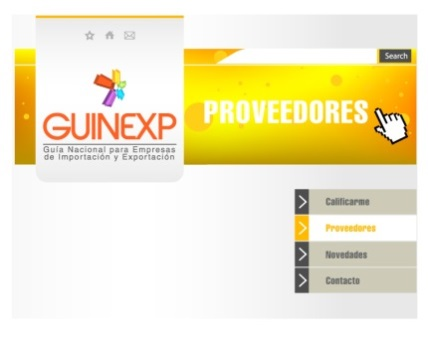 Search
PROVEEDORES
GUINEXP
Guía Nacional para Empresas
de Importación y Exportación
Calificarme
Proveedores
Novedades
Contacto